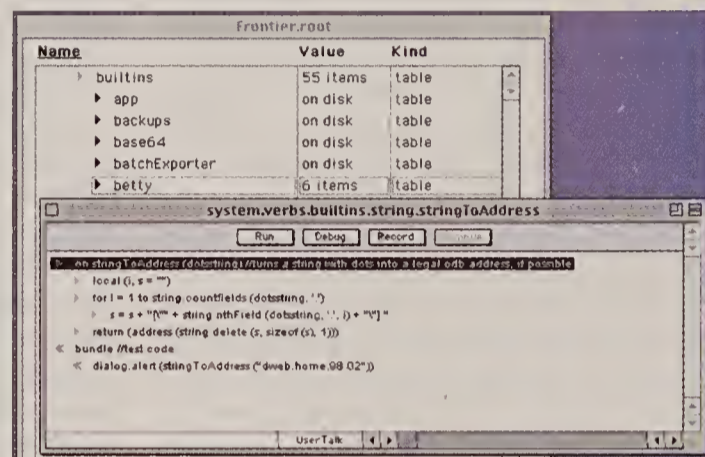 Frontier.root
Name Value Kind
builtins 55 items table
app on disk table
backups on disk table
base64 on disk table
batchExporter on disk table
betty 6 items table
system.verbs.builtins.string.stringToAddress
Run Debug Record
on stringToAddress (dotsstring) //turns a string with dots into a legal odb address, if possible
local (i, s = "")
for i = 1 to string.countfields (dotsstring, '.')
s = s + "[\"" + string.nthField (dotsstring, '.', i) + "\"]."
return (address (string.delete (s, sizeof (s), 1)))
« bundle //test code
« dialog.alert (stringToAddress ("dweb.home.98.02"))
UserTalk